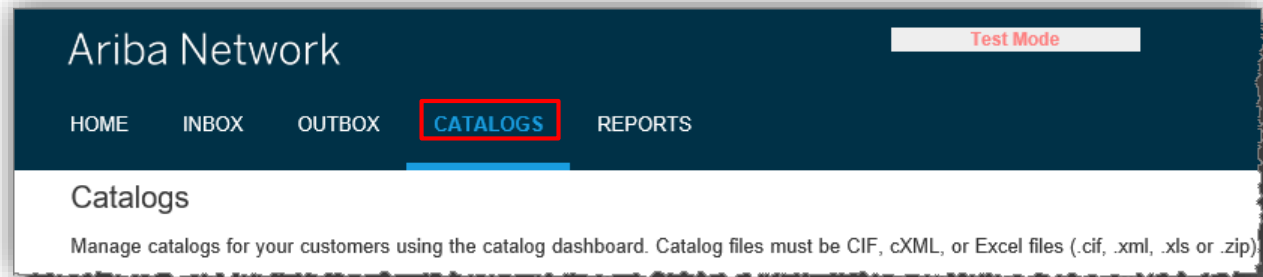 Ariba Network
Test Mode
HOME INBOX OUTBOX CATALOGS REPORTS
Catalogs
Manage catalogs for your customers using the catalog dashboard. Catalog files must be CIF, cXML, or Excel files (.cif, .xml, .xls or .zip)